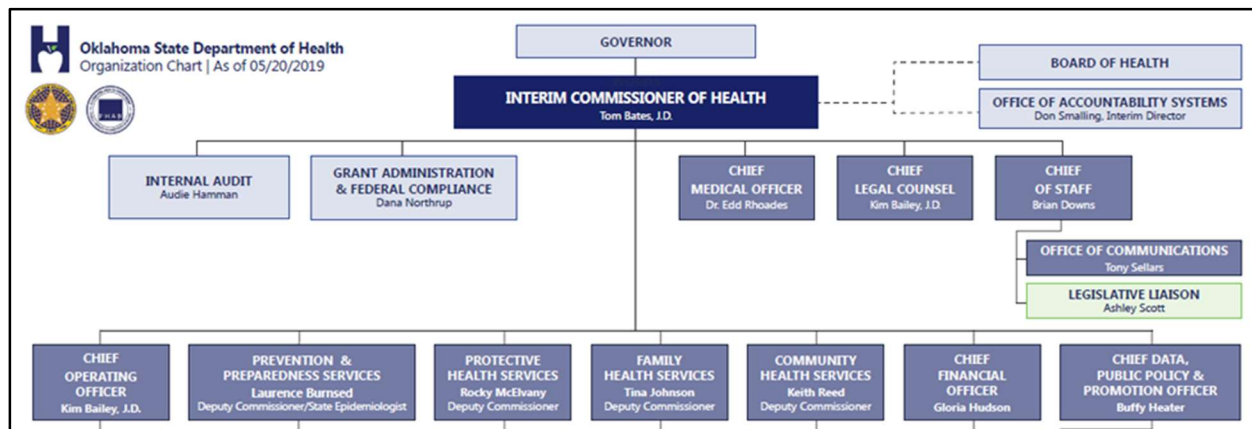 Oklahoma State Department of Health
Organization Chart | As of 05/20/2019
GOVERNOR
INTERIM COMMISSIONER OF HEALTH
Tom Bates, J.D.
BOARD OF HEALTH
OFFICE OF ACCOUNTABILITY SYSTEMS
Don Smalling, Interim Director
INTERNAL AUDIT
Audie Hamman
GRANT ADMINISTRATION
& FEDERAL COMPLIANCE
Dana Northrup
CHIEF
MEDICAL OFFICER
Dr. Edd Rhoades
CHIEF
LEGAL COUNSEL
Kim Bailey, J.D.
CHIEF
OF STAFF
Brian Downs
OFFICE OF COMMUNICATIONS
Tony Sellars
LEGISLATIVE LIAISON
Ashley Scott
CHIEF
OPERATING
OFFICER
Kim Bailey, J.D.
PREVENTION &
PREPAREDNESS SERVICES
Laurence Burnsed
Deputy Commissioner/State Epidemiologist
PROTECTIVE
HEALTH SERVICES
Rocky McElvany
Deputy Commissioner
FAMILY
HEALTH SERVICES
Tina Johnson
Deputy Commissioner
COMMUNITY
HEALTH SERVICES
Keith Reed
Deputy Commissioner
CHIEF
FINANCIAL
OFFICER
Gloria Hudson
CHIEF DATA,
PUBLIC POLICY &
PROMOTION OFFICER
Buffy Heater